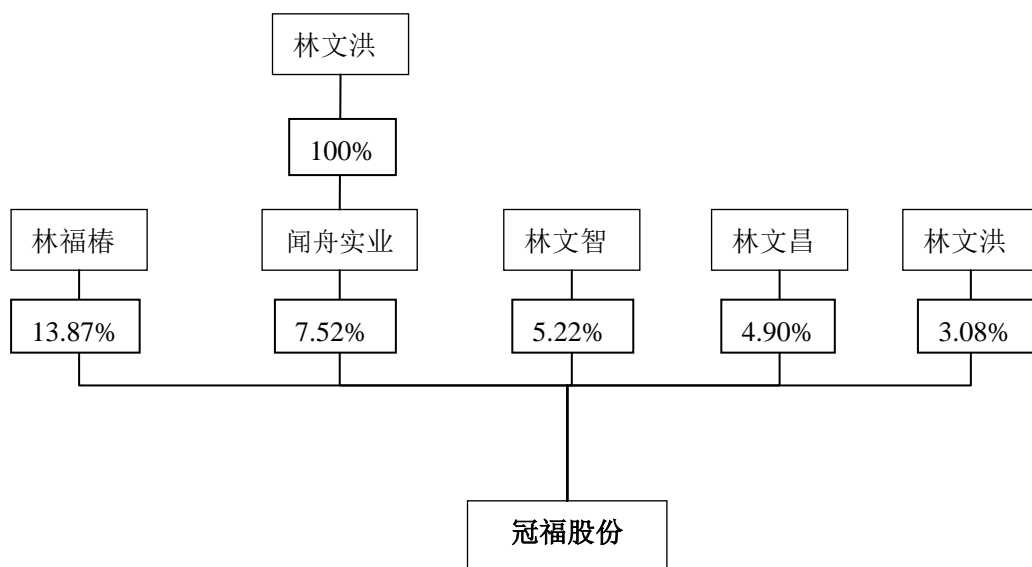 林文洪
100%
林福椿
闻舟实业
林文智
林文昌
林文洪
13.87%
7.52%
5.22%
4.90%
3.08%
冠福股份